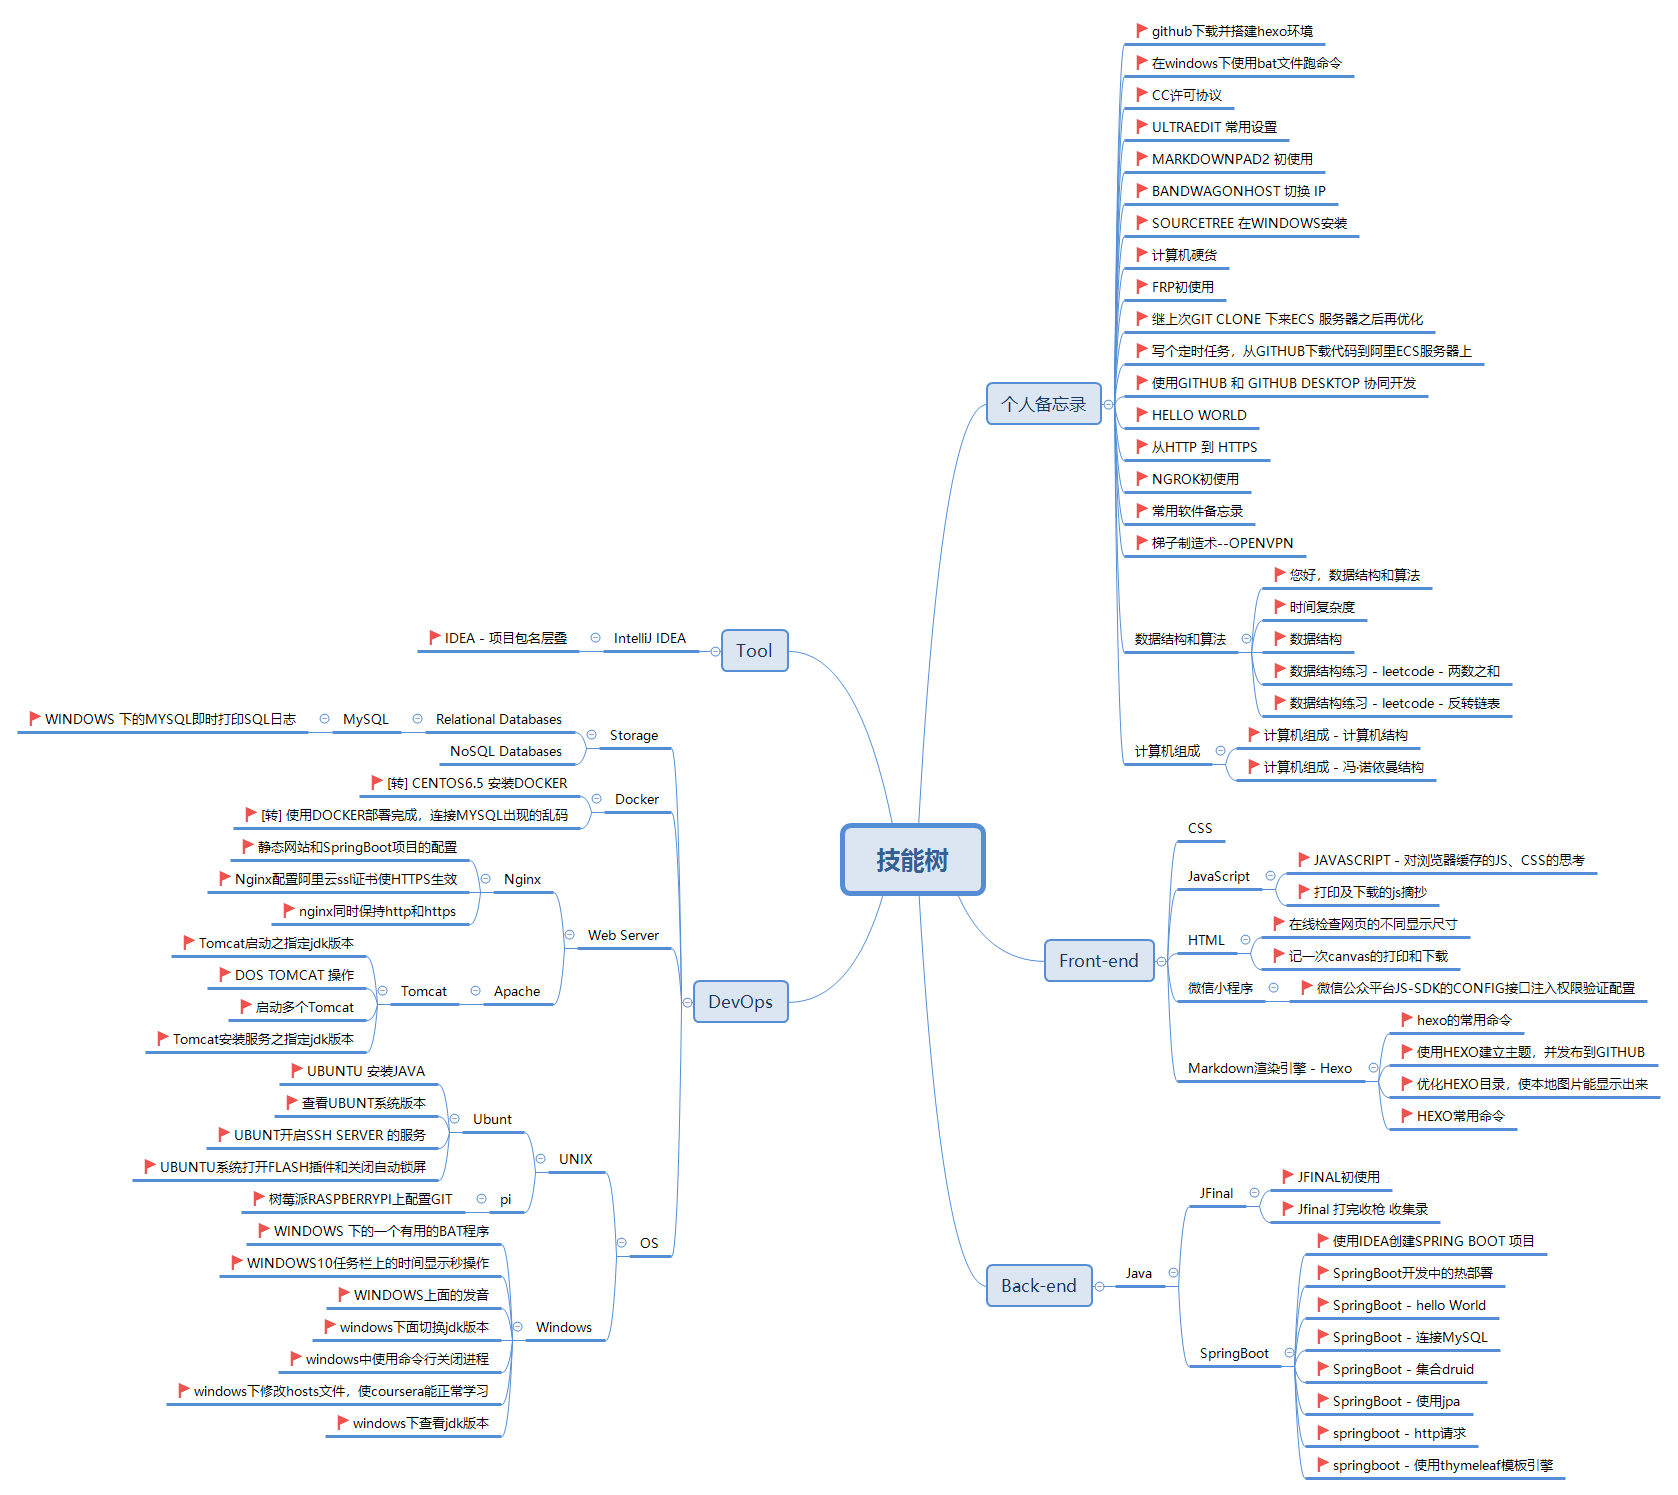 技能树
个人备忘录
github下载并搭建hexo环境
在windows下使用bat文件跑命令
CC许可协议
ULTRAEDIT 常用设置
MARKDOWNPAD2 初使用
BANDWAGONHOST 切换 IP
SOURCETREE 在WINDOWS安装
计算机硬货
FRP初使用
继上次GIT CLONE 下来ECS 服务器之后再优化
写个定时任务，从GITHUB下载代码到阿里ECS服务器上
使用GITHUB 和 GITHUB DESKTOP 协同开发
HELLO WORLD
从HTTP 到 HTTPS
NGROK初使用
常用软件备忘录
梯子制造术--OPENVPN
数据结构和算法
您好，数据结构和算法
时间复杂度
数据结构
数据结构练习 - leetcode - 两数之和
数据结构练习 - leetcode - 反转链表
计算机组成
计算机组成 - 计算机结构
计算机组成 - 冯·诺依曼结构
Front-end
CSS
JavaScript
JAVASCRIPT - 对浏览器缓存的JS、CSS的思考
打印及下载的js摘抄
HTML
在线检查网页的不同显示尺寸
记一次canvas的打印和下载
微信小程序
微信公众平台JS-SDK的CONFIG接口注入权限验证配置
Markdown渲染引擎 - Hexo
hexo的常用命令
使用HEXO建立主题，并发布到GITHUB
优化HEXO目录，使本地图片能显示出来
HEXO常用命令
Back-end
Java
JFinal
JFINAL初使用
Jfinal 打完收枪 收集录
SpringBoot
使用IDEA创建SPRING BOOT 项目
SpringBoot开发中的热部署
SpringBoot - hello World
SpringBoot - 连接MySQL
SpringBoot - 集合druid
SpringBoot - 使用jpa
springboot - http请求
springboot - 使用thymeleaf模板引擎
Tool
IntelliJ IDEA
IDEA - 项目包名层叠
DevOps
Storage
Relational Databases
MySQL
WINDOWS 下的MYSQL即时打印SQL日志
NoSQL Databases
Docker
[转] CENTOS6.5 安装DOCKER
[转] 使用DOCKER部署完成，连接MYSQL出现的乱码
Web Server
Nginx
静态网站和SpringBoot项目的配置
Nginx配置阿里云ssl证书使HTTPS生效
nginx同时保持http和https
Apache
Tomcat
Tomcat启动之指定jdk版本
DOS TOMCAT 操作
启动多个Tomcat
Tomcat安装服务之指定jdk版本
OS
UNIX
Ubunt
UBUNTU 安装JAVA
查看UBUNT系统版本
UBUNT开启SSH SERVER 的服务
UBUNTU系统打开FLASH插件和关闭自动锁屏
pi
树莓派RASPBERRYPI上配置GIT
Windows
WINDOWS 下的一个有用的BAT程序
WINDOWS10任务栏上的时间显示秒操作
WINDOWS上面的发音
windows下面切换jdk版本
windows中使用命令行关闭进程
windows下修改hosts文件，使coursera能正常学习
windows下查看jdk版本